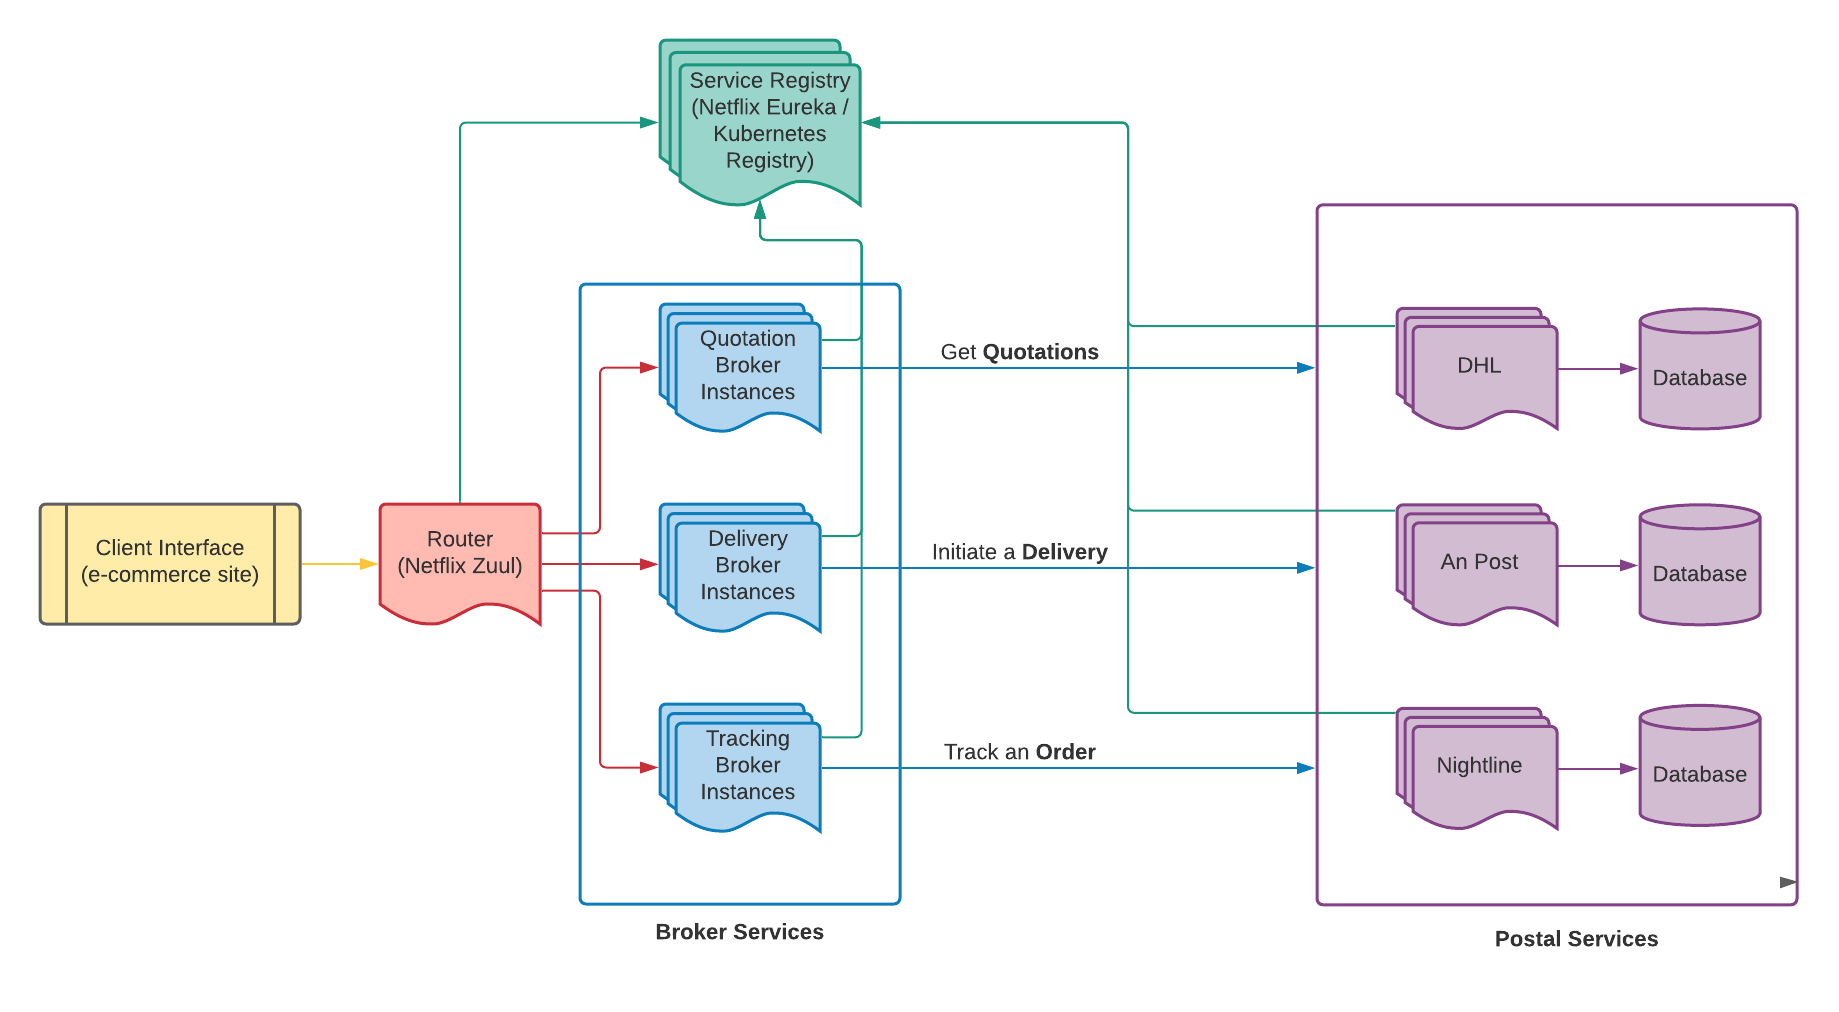 Service Registry
(Netflix Eureka /
Kubernetes
Registry)
Quotation
Broker
Instances
Get Quotations
DHL
Database
Client Interface
(e-commerce site)
Router
(Netflix Zuul)
Delivery
Broker
Instances
Initiate a Delivery
An Post
Database
Tracking
Broker
Instances
Track an Order
Nightline
Database
Broker Services
Postal Services